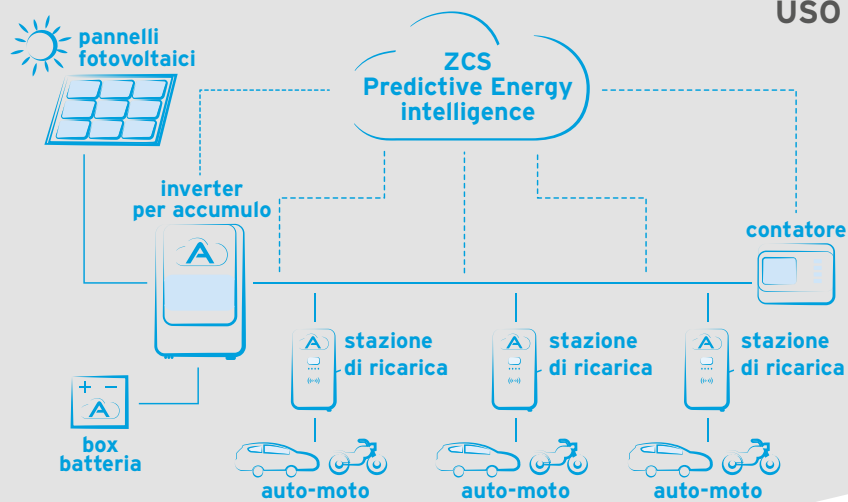 USO
pannelli
fotovoltaici
ZCS
Predictive Energy
intelligence
inverter
per accumulo
A
contatore
A
stazione
di ricarica
A
stazione
di ricarica
A
stazione
di ricarica
+ −
A
box
batteria
auto-moto
auto-moto
auto-moto